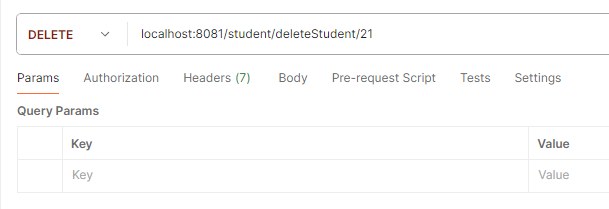 DELETE localhost:8081/student/deleteStudent/21
Params Authorization Headers (7) Body Pre-request Script Tests Settings
Query Params
Key Value
Key Value